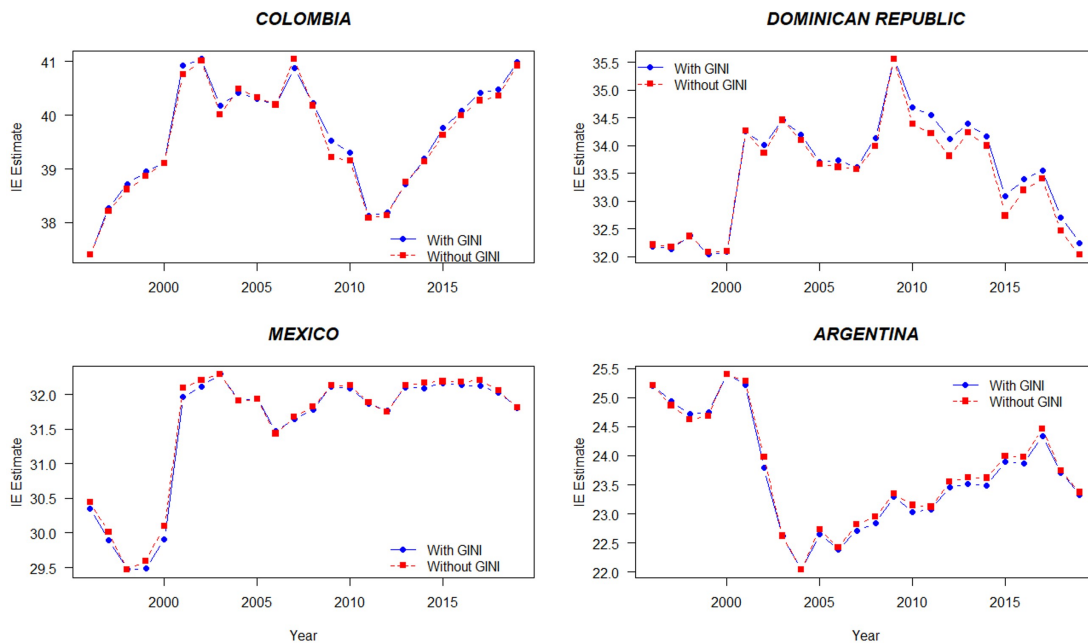 COLOMBIA
IE Estimate
41
40
39
38
With GINI
Without GINI
2000 2005 2010 2015
DOMINICAN REPUBLIC
IE Estimate
35.5
35.0
34.5
34.0
33.5
33.0
32.5
32.0
With GINI
Without GINI
2000 2005 2010 2015
MEXICO
IE Estimate
32.0
31.5
31.0
30.5
30.0
29.5
With GINI
Without GINI
2000 2005 2010 2015
Year
ARGENTINA
IE Estimate
25.5
25.0
24.5
24.0
23.5
23.0
22.5
22.0
With GINI
Without GINI
2000 2005 2010 2015
Year